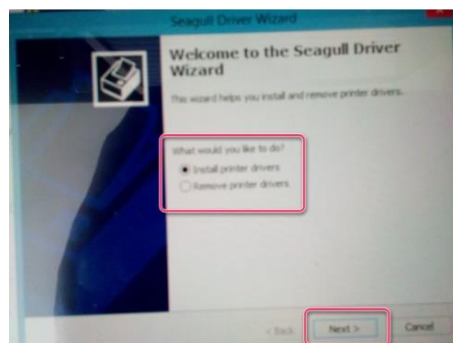 Seagull Driver Wizard
Welcome to the Seagull Driver
Wizard
This wizard helps you install and remove printer drivers.
What would you like to do?
Install printer drivers
Remove printer drivers
< Back
Next >
Cancel